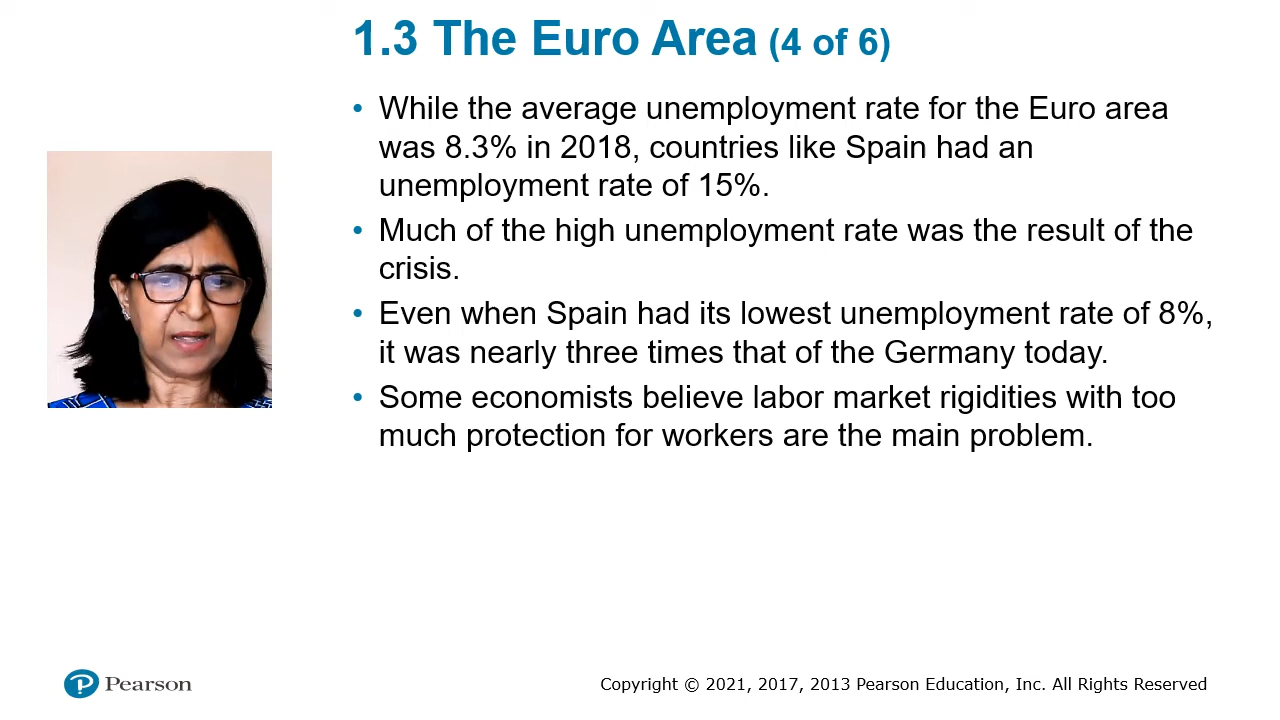 1.3 The Euro Area (4 of 6)
• While the average unemployment rate for the Euro area
was 8.3% in 2018, countries like Spain had an
unemployment rate of 15%.
• Much of the high unemployment rate was the result of the
crisis.
• Even when Spain had its lowest unemployment rate of 8%,
it was nearly three times that of the Germany today.
• Some economists believe labor market rigidities with too
much protection for workers are the main problem.
Pearson
Copyright © 2021, 2017, 2013 Pearson Education, Inc. All Rights Reserved